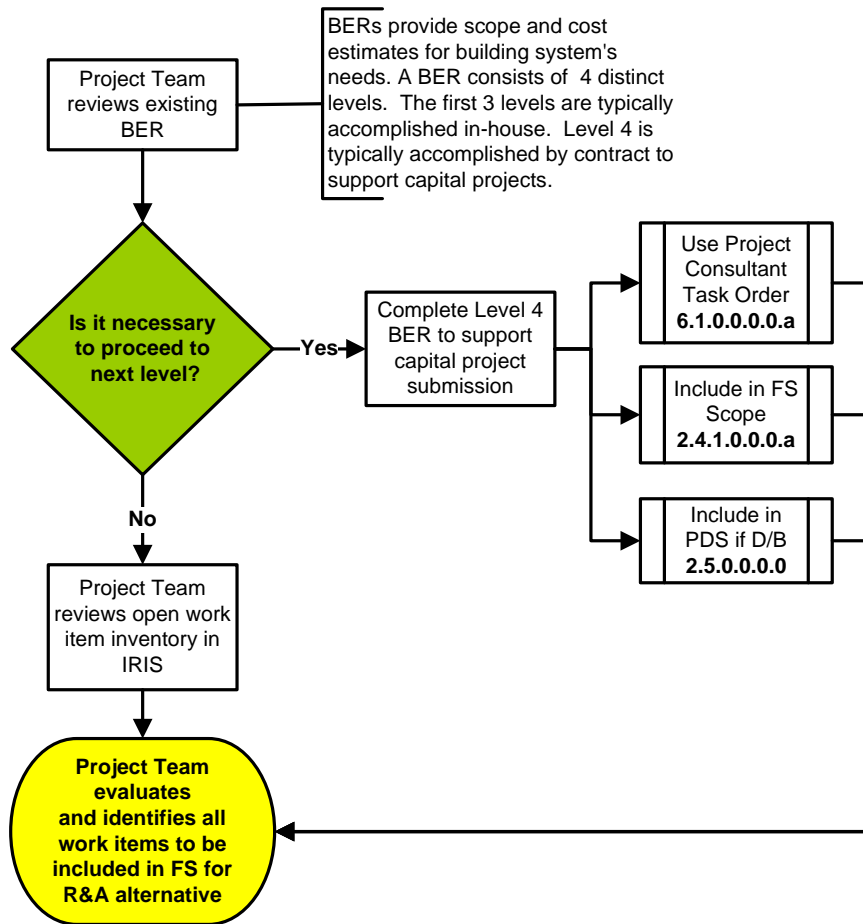 Project Team
reviews existing
BER
BERs provide scope and cost
estimates for building system's
needs. A BER consists of 4 distinct
levels. The first 3 levels are typically
accomplished in-house. Level 4 is
typically accomplished by contract to
support capital projects.
Is it necessary
to proceed to
next level?
Yes
Complete Level 4
BER to support
capital project
submission
Use Project
Consultant
Task Order
6.1.0.0.0.0.a
Include in FS
Scope
2.4.1.0.0.0.a
Include in
PDS if D/B
2.5.0.0.0.0
No
Project Team
reviews open work
item inventory in
IRIS
Project Team
evaluates
and identifies all
work items to be
included in FS for
R&A alternative